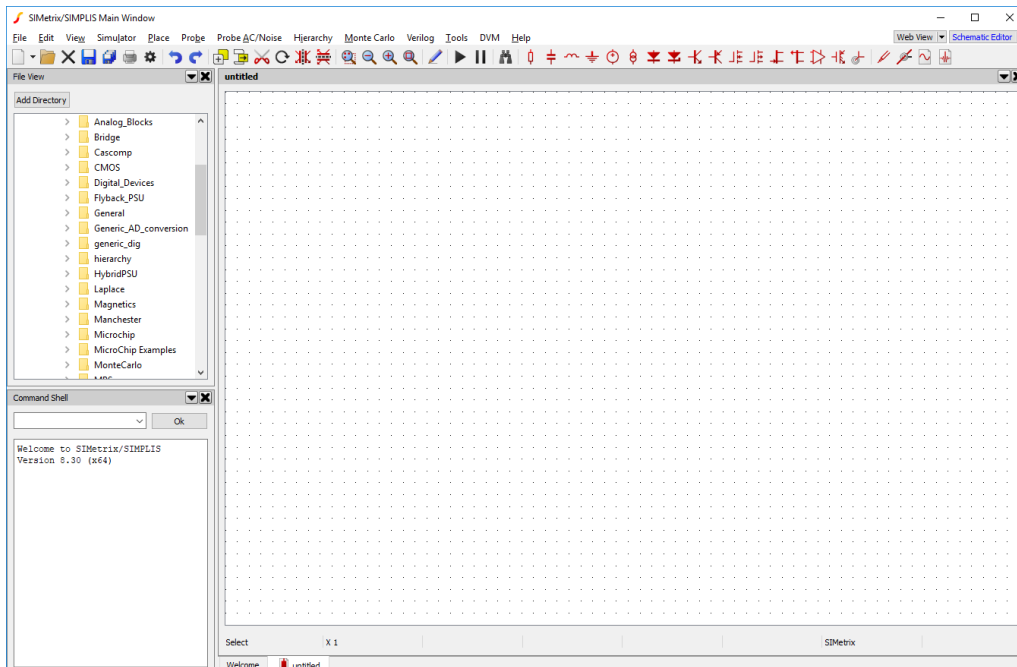 SIMetrix/SIMPLIS Main Window
File Edit View Simulator Place Probe Probe AC/Noise Hierarchy Monte Carlo Verilog Tools DVM Help
Web View Schematic Editor
File View
untitled
Add Directory
Analog_Blocks
Bridge
Cascomp
CMOS
Digital_Devices
Flyback_PSU
General
Generic_AD_conversion
generic_dig
hierarchy
HybridPSU
Laplace
Magnetics
Manchester
Microchip
MicroChip Examples
MonteCarlo
Command Shell
Ok
Welcome to SIMetrix/SIMPLIS
Version 8.30 (x64)
Select X 1 SIMetrix
Welcome untitled